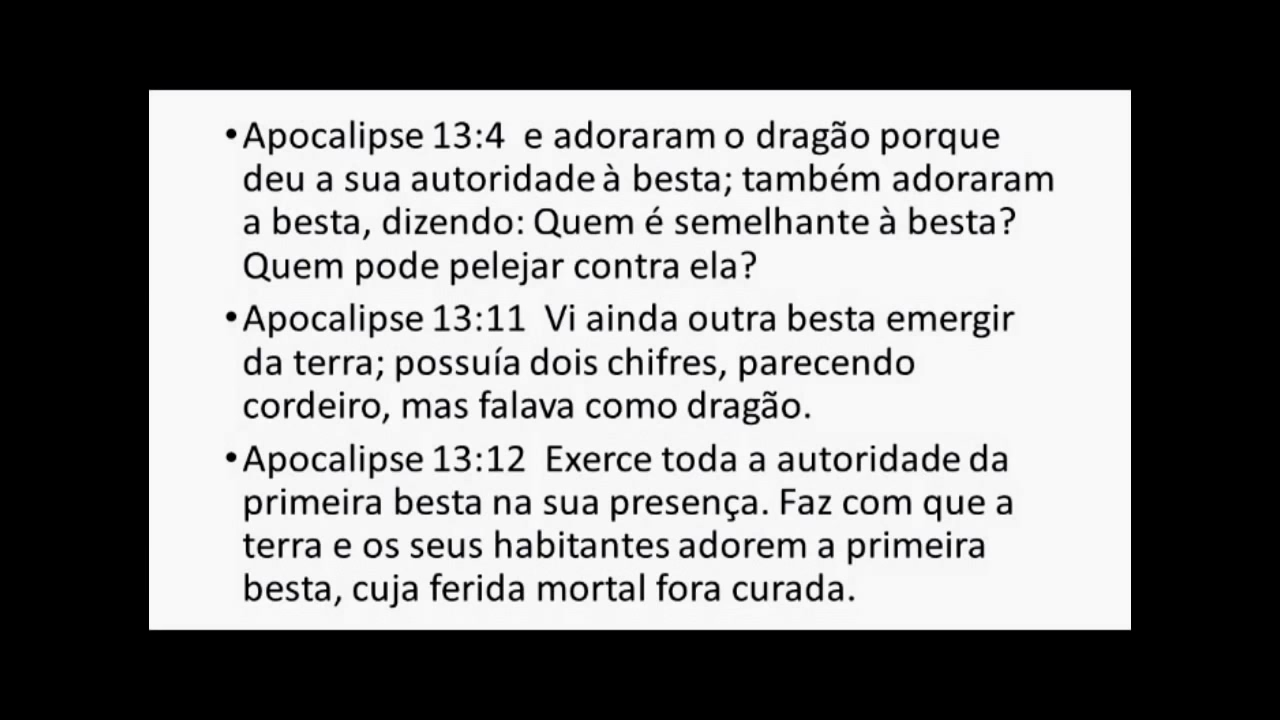 •Apocalipse 13:4  e adoraram o dragão porque
deu a sua autoridade à besta; também adoraram
a besta, dizendo: Quem é semelhante à besta?
Quem pode pelejar contra ela?
•Apocalipse 13:11  Vi ainda outra besta emergir
da terra; possuía dois chifres, parecendo
cordeiro, mas falava como dragão.
•Apocalipse 13:12  Exerce toda a autoridade da
primeira besta na sua presença. Faz com que a
terra e os seus habitantes adorem a primeira
besta, cuja ferida mortal fora curada.